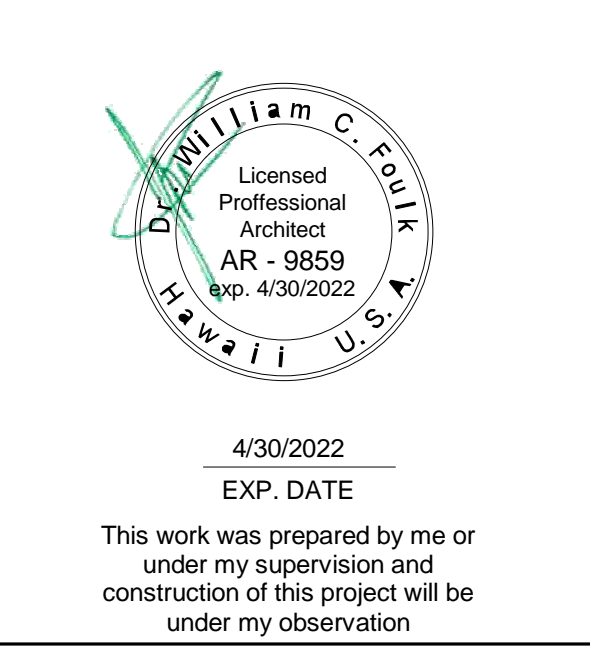 Dr. William C. Foulk
Licensed
Proffessional
Architect
AR - 9859
exp. 4/30/2022
Hawaii U.S.A.
4/30/2022
EXP. DATE
This work was prepared by me or
under my supervision and
construction of this project will be
under my observation